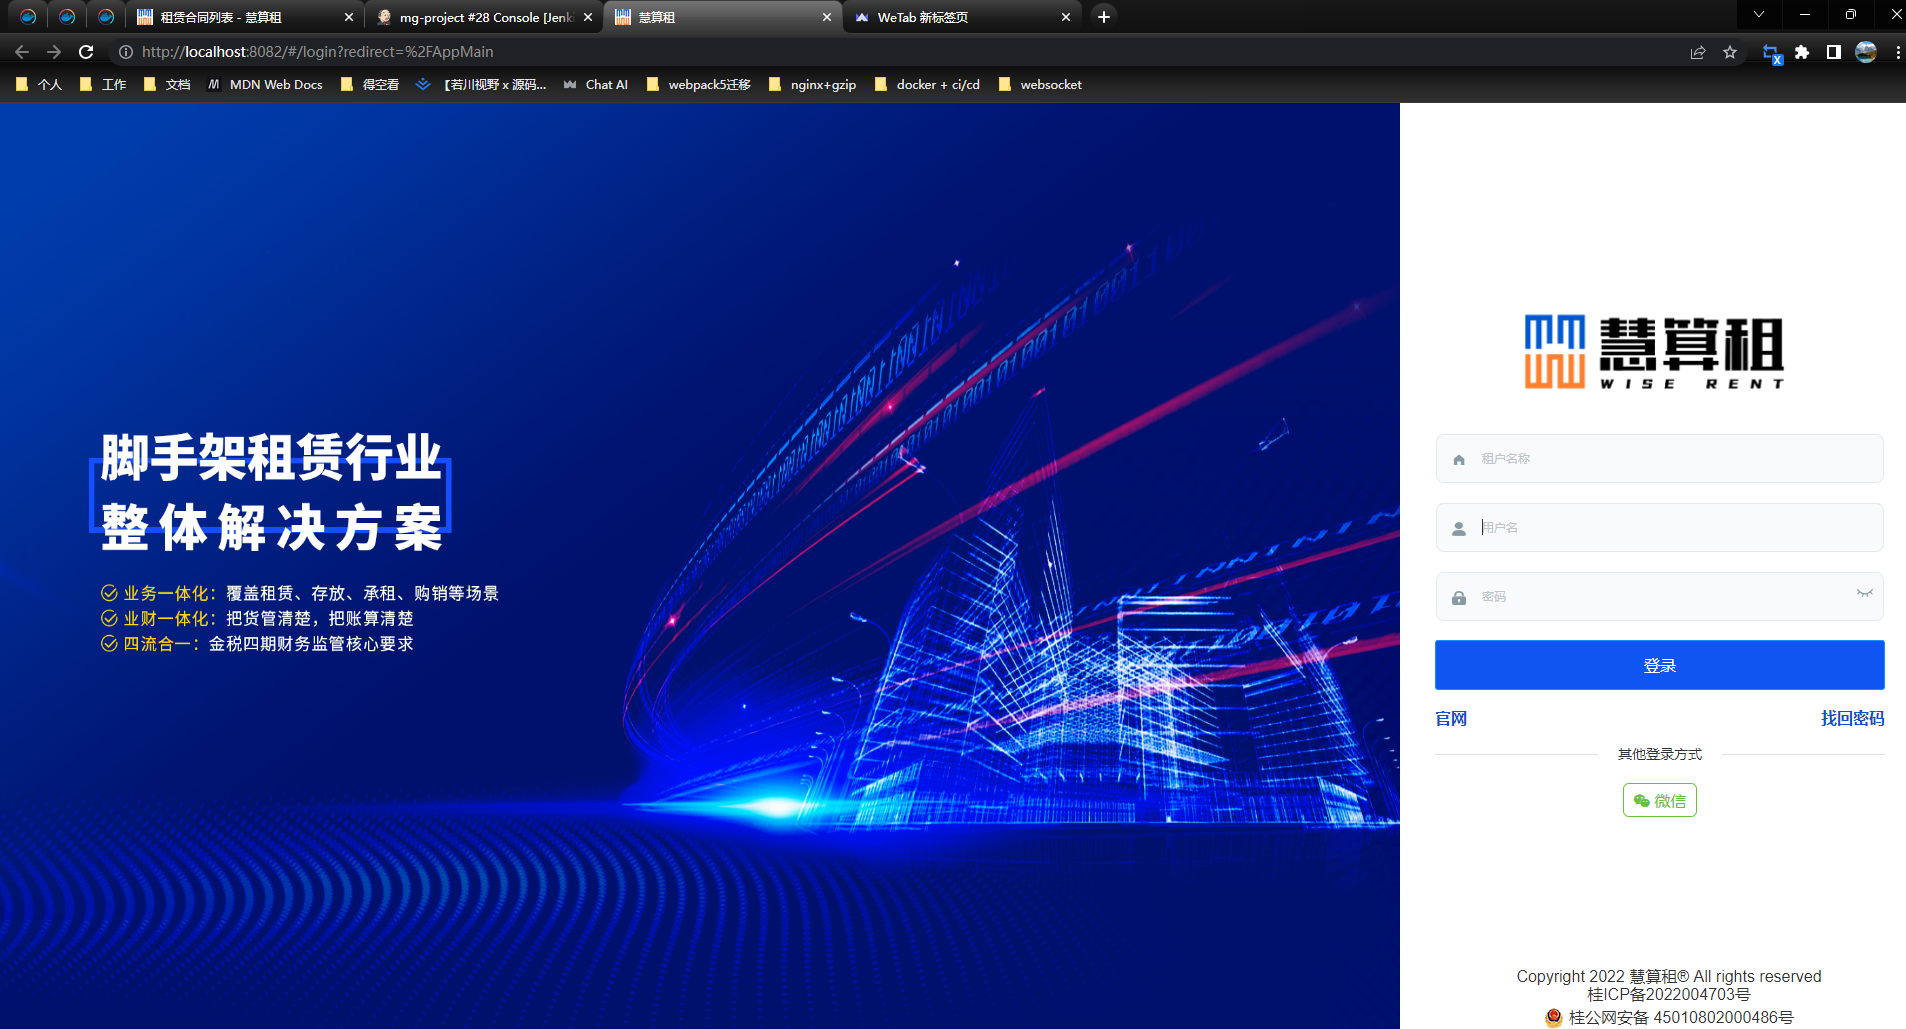 租赁合同列表 - 慧算租
mg-project #28 Console [Jenk
慧算租
WeTab 新标签页
http://localhost:8082/#/login?redirect=%2FAppMain
个人
工作
文档
MDN Web Docs
得空看
【若川视野 x 源码...
Chat AI
webpack5迁移
nginx+gzip
docker + ci/cd
websocket
脚手架租赁行业
整体解决方案
业务一体化：覆盖租赁、存放、承租、购销等场景
业财一体化：把货管清楚，把账算清楚
四流合一：金税四期财务监管核心要求
慧算租
WISE RENT
租户名称
用户名
密码
登录
官网
找回密码
其他登录方式
微信
Copyright 2022 慧算租® All rights reserved
桂ICP备2022004703号
桂公网安备 45010802000486号